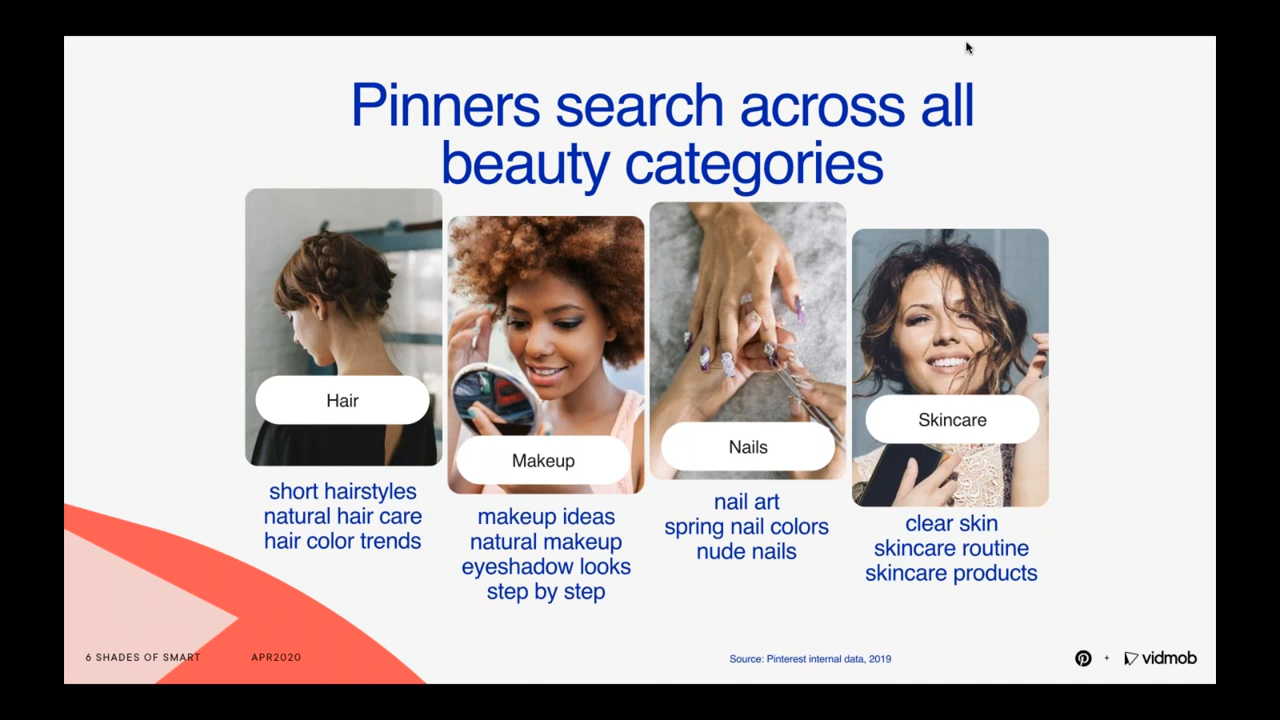 Pinners search across all
beauty categories
Hair
short hairstyles
natural hair care
hair color trends
Makeup
makeup ideas
natural makeup
eyeshadow looks
step by step
Nails
nail art
spring nail colors
nude nails
Skincare
clear skin
skincare routine
skincare products
6 SHADES OF SMART
APR2020
Source: Pinterest internal data, 2019
+ vidmob